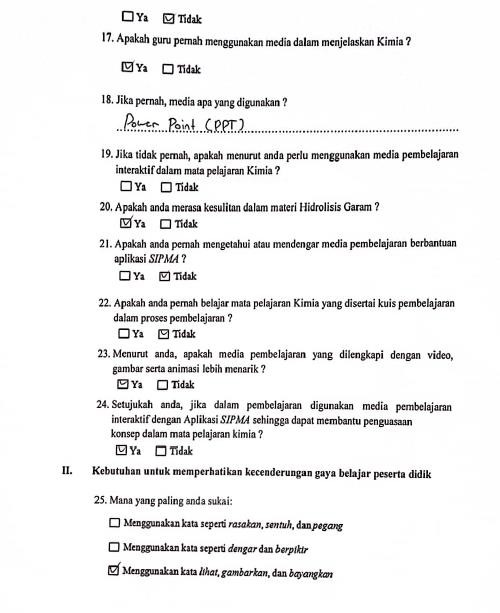 ☐ Ya ☑ Tidak
17. Apakah guru pernah menggunakan media dalam menjelaskan Kimia ?
☑ Ya ☐ Tidak
18. Jika pernah, media apa yang digunakan ?
Power Point (PPT)
19. Jika tidak pernah, apakah menurut anda perlu menggunakan media pembelajaran
interaktif dalam mata pelajaran Kimia ?
☐ Ya ☐ Tidak
20. Apakah anda merasa kesulitan dalam materi Hidrolisis Garam ?
☑ Ya ☐ Tidak
21. Apakah anda pernah mengetahui atau mendengar media pembelajaran berbantuan
aplikasi SIPMA ?
☐ Ya ☑ Tidak
22. Apakah anda pernah belajar mata pelajaran Kimia yang disertai kuis pembelajaran
dalam proses pembelajaran ?
☐ Ya ☑ Tidak
23. Menurut anda, apakah media pembelajaran yang dilengkapi dengan video,
gambar serta animasi lebih menarik ?
☑ Ya ☐ Tidak
24. Setujukah anda, jika dalam pembelajaran digunakan media pembelajaran
interaktif dengan Aplikasi SIPMA sehingga dapat membantu penguasaan
konsep dalam mata pelajaran kimia ?
☑ Ya ☐ Tidak
II. Kebutuhan untuk memperhatikan kecenderungan gaya belajar peserta didik
25. Mana yang paling anda sukai:
☐ Menggunakan kata seperti rasakan, sentuh, dan pegang
☐ Menggunakan kata seperti dengar dan berpikir
☑ Menggunakan kata lihat, gambarkan, dan bayangkan